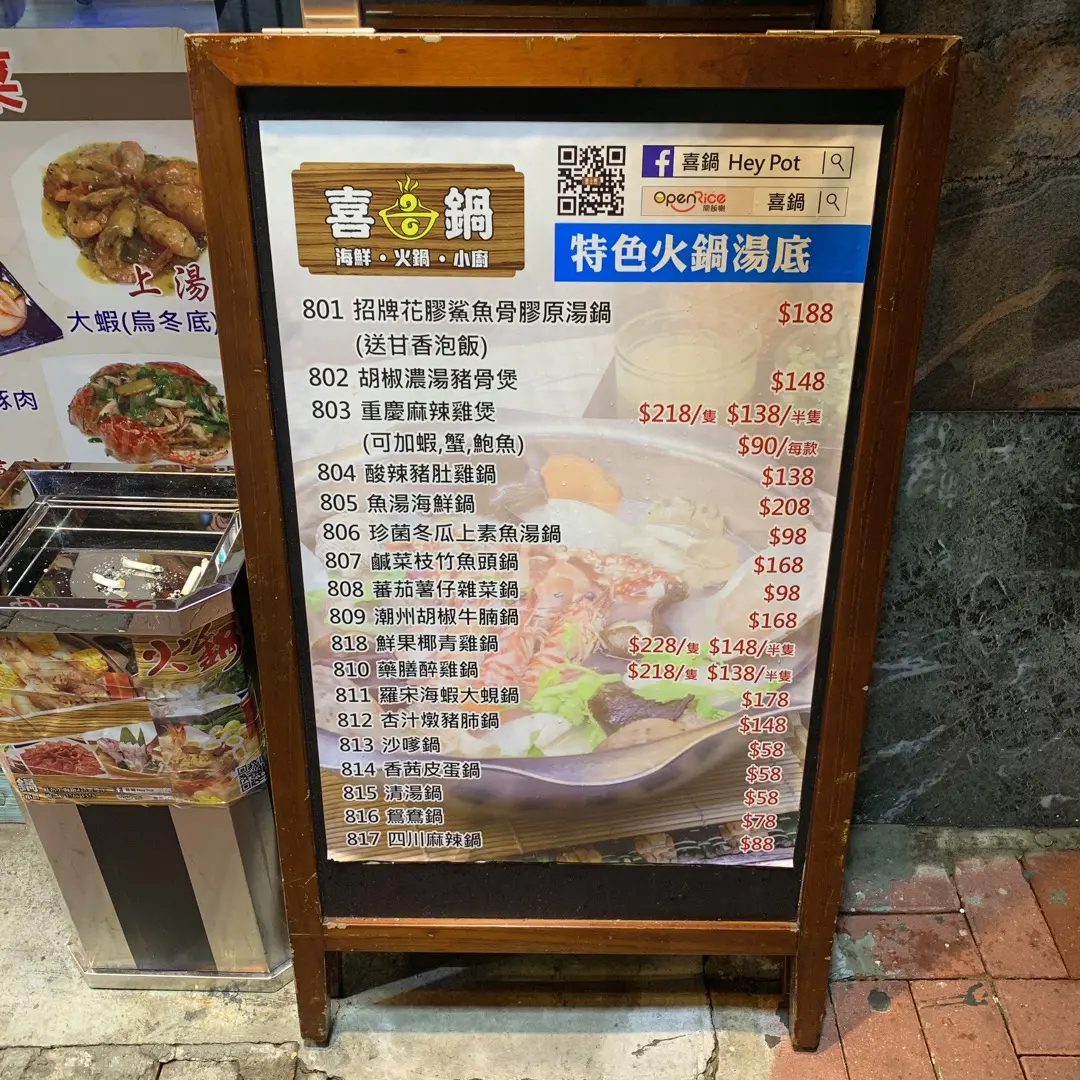 喜鍋
海鮮・火鍋・小廚
f 喜鍋 Hey Pot
OpenRice 開飯喇 喜鍋
特色火鍋湯底
801 招牌花膠鯊魚骨膠原湯鍋 $188
(送甘香泡飯)
802 胡椒濃湯豬骨煲 $148
803 重慶麻辣雞煲 $218/隻 $138/半隻
(可加蝦,蟹,鮑魚) $90/每款
804 酸辣豬肚雞鍋 $138
805 魚湯海鮮鍋 $208
806 珍菌冬瓜上素魚湯鍋 $98
807 鹹菜枝竹魚頭鍋 $168
808 蕃茄薯仔雜菜鍋 $98
809 潮州胡椒牛腩鍋 $168
818 鮮果椰青雞鍋 $228/隻 $148/半隻
810 藥膳醉雞鍋 $218/隻 $138/半隻
811 羅宋海蝦大蜆鍋 $178
812 杏汁燉豬肺鍋 $148
813 沙嗲鍋 $58
814 香茜皮蛋鍋 $58
815 清湯鍋 $58
816 鴛鴦鍋 $78
817 四川麻辣鍋 $88
上湯
大蝦(烏冬底)
豚肉
火鍋